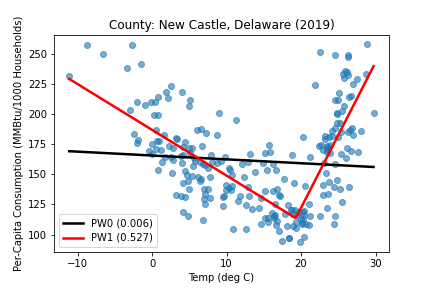 County: New Castle, Delaware (2019)
Per-Capita Consumption (MMBtu/1000 Households)
250
225
200
175
150
125
100
PW0 (0.006)
PW1 (0.527)
−10
0
10
20
30
Temp (deg C)